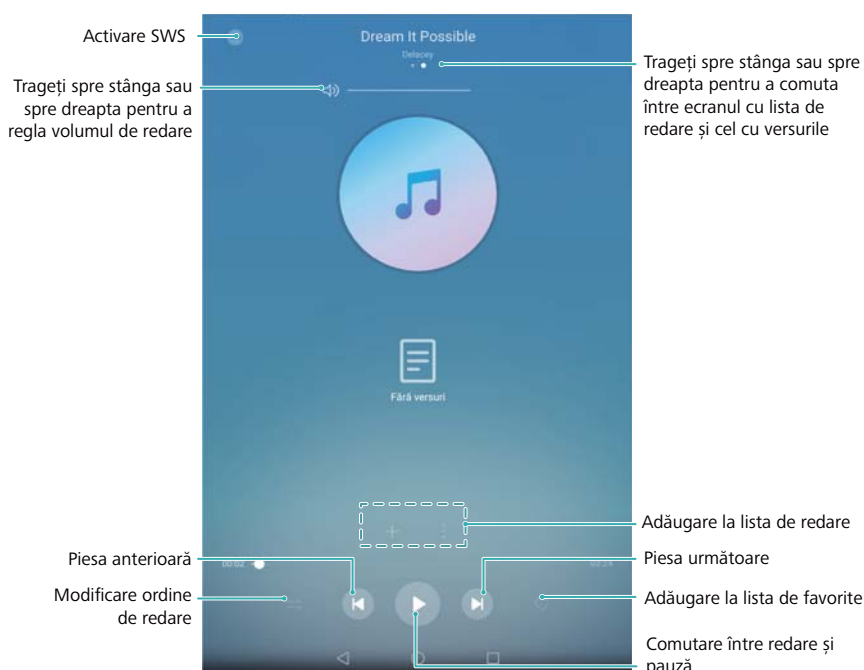 Activare SWS
Dream It Possible
Delacey
Trageți spre stânga sau
spre dreapta pentru a
regla volumul de redare
Trageți spre stânga sau spre
dreapta pentru a comuta
între ecranul cu lista de
redare și cel cu versurile
Fără versuri
Adăugare la lista de redare
Piesa anterioară
00:02
Piesa următoare
Modificare ordine
de redare
Adăugare la lista de favorite
Comutare între redare și
pauză